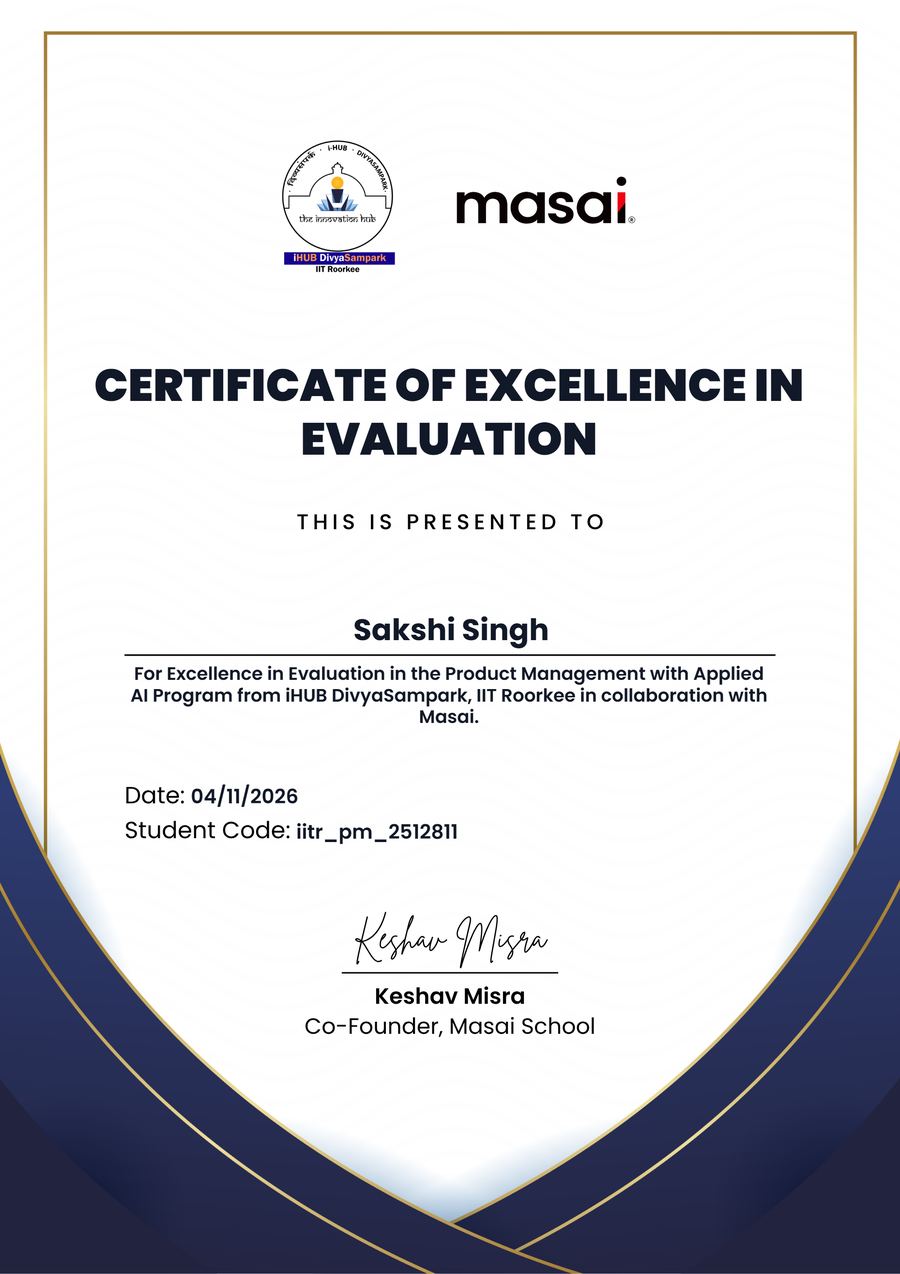 दिव्यसंपर्क · i-HUB · DIVYASAMPARK
the innovation hub
iHUB DivyaSampark
IIT Roorkee
masai®
CERTIFICATE OF EXCELLENCE IN
EVALUATION
THIS IS PRESENTED TO
Sakshi Singh
For Excellence in Evaluation in the Product Management with Applied
AI Program from iHUB DivyaSampark, IIT Roorkee in collaboration with
Masai.
Date: 04/11/2026
Student Code: iitr_pm_2512811
Keshav Misra
Keshav Misra
Co-Founder, Masai School